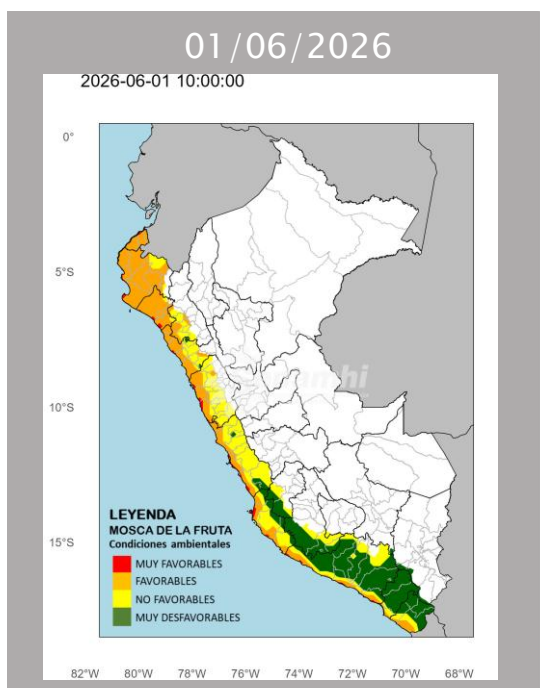 01/06/2026
2026-06-01 10:00:00
0°
5°S
10°S
15°S
LEYENDA
MOSCA DE LA FRUTA
Condiciones ambientales
MUY FAVORABLES
FAVORABLES
NO FAVORABLES
MUY DESFAVORABLES
82°W 80°W 78°W 76°W 74°W 72°W 70°W 68°W